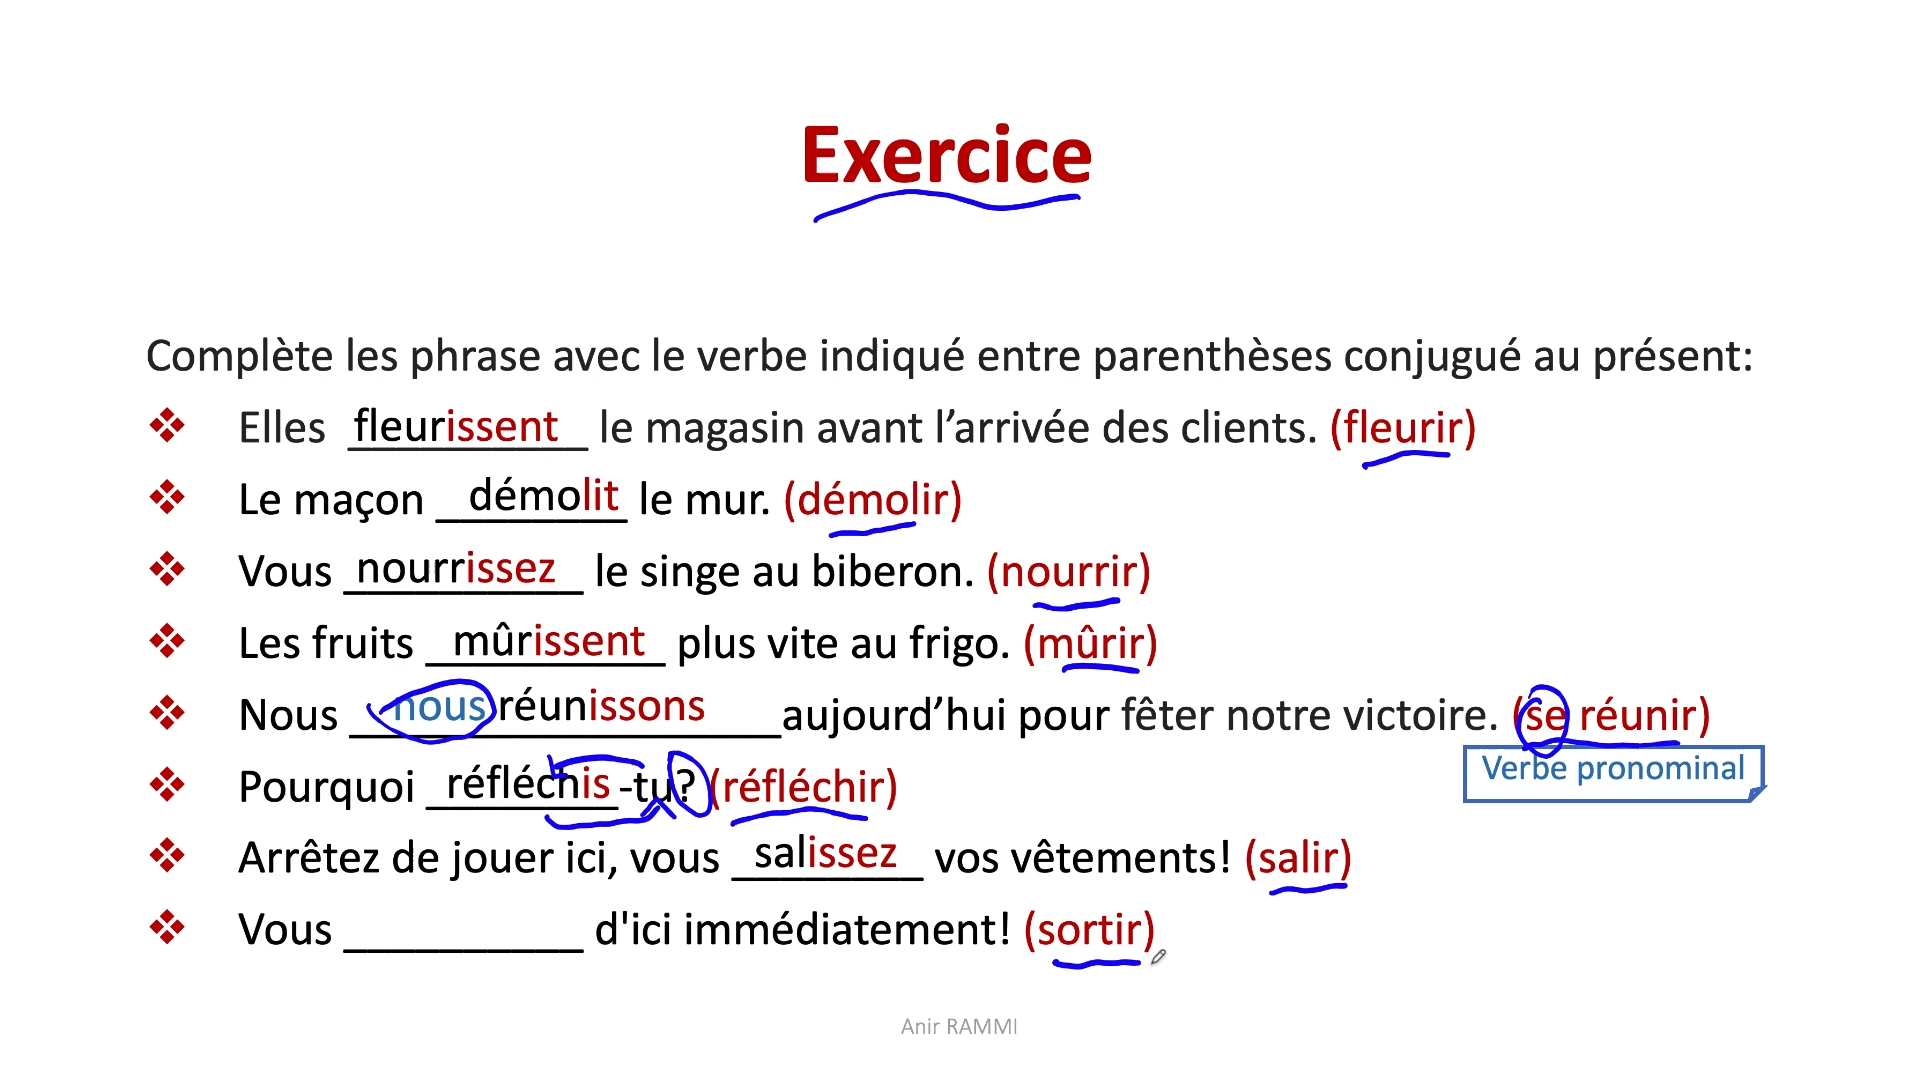 Exercice
Complète les phrase avec le verbe indiqué entre parenthèses conjugué au présent:
❖ Elles fleurissent le magasin avant l’arrivée des clients. (fleurir)
❖ Le maçon démolit le mur. (démolir)
❖ Vous nourrissez le singe au biberon. (nourrir)
❖ Les fruits mûrissent plus vite au frigo. (mûrir)
❖ Nous nous réunissons aujourd’hui pour fêter notre victoire. (se réunir)
Verbe pronominal
❖ Pourquoi réfléchis-tu? (réfléchir)
❖ Arrêtez de jouer ici, vous salissez vos vêtements! (salir)
❖ Vous __________ d'ici immédiatement! (sortir)
Anir RAMMI